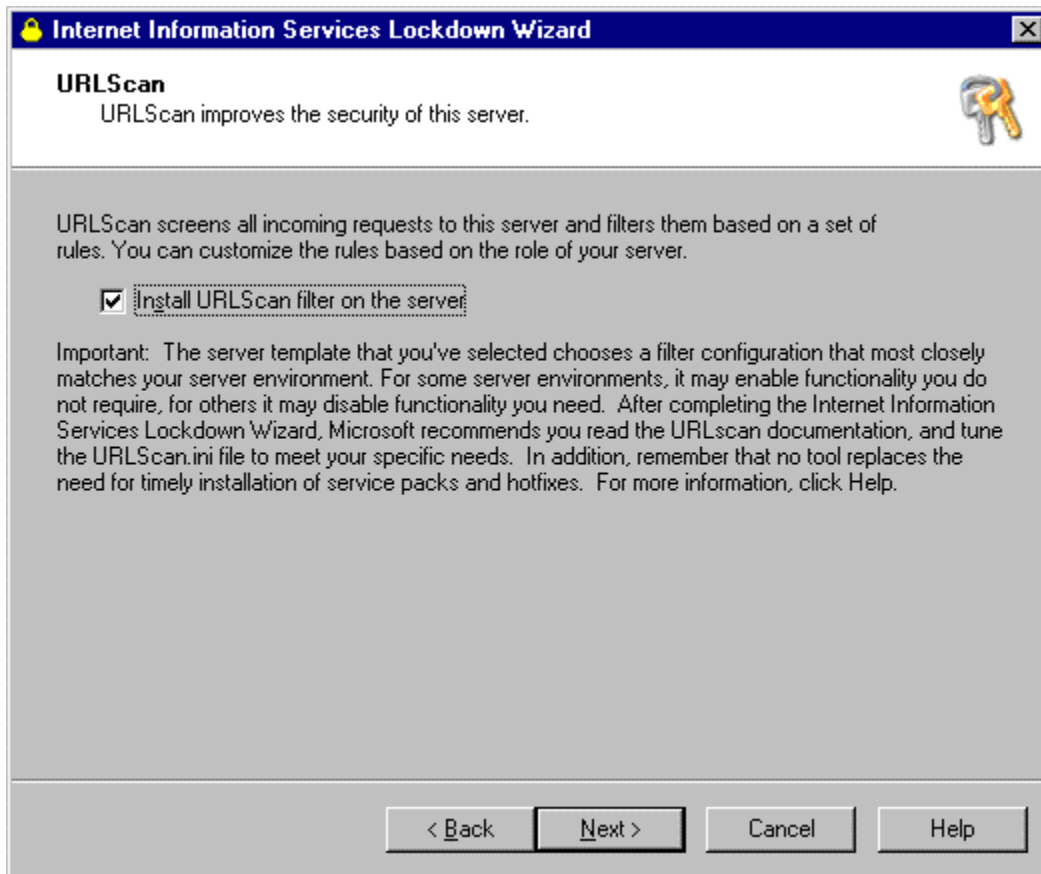 Internet Information Services Lockdown Wizard
URLScan
URLScan improves the security of this server.
URLScan screens all incoming requests to this server and filters them based on a set of
rules. You can customize the rules based on the role of your server.
Install URLScan filter on the server
Important:  The server template that you've selected chooses a filter configuration that most closely
matches your server environment. For some server environments, it may enable functionality you do
not require, for others it may disable functionality you need.  After completing the Internet Information
Services Lockdown Wizard, Microsoft recommends you read the URLscan documentation, and tune
the URLScan.ini file to meet your specific needs.  In addition, remember that no tool replaces the
need for timely installation of service packs and hotfixes.  For more information, click Help.
< Back Next > Cancel Help